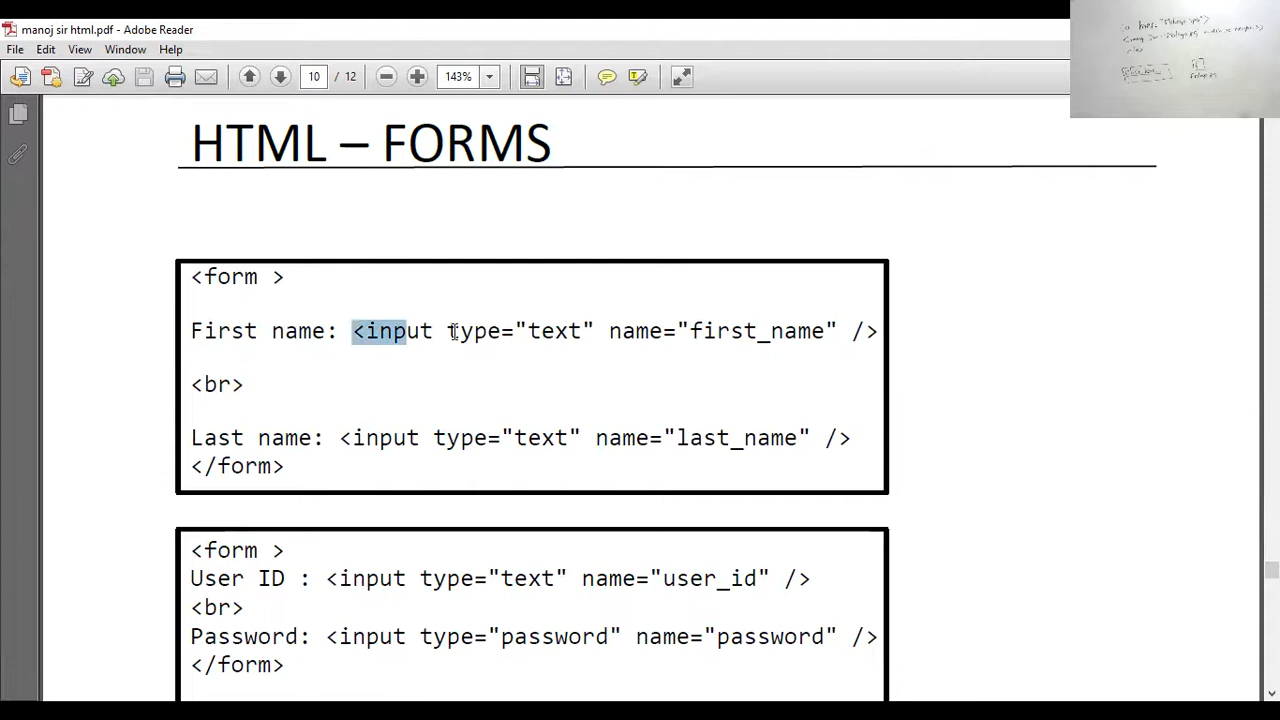 manoj sir html.pdf - Adobe Reader
File Edit View Window Help
10 / 12 143%
HTML – FORMS
<form >
First name: <input type="text" name="first_name" />
<br>
Last name: <input type="text" name="last_name" />
</form>
<form >
User ID : <input type="text" name="user_id" />
<br>
Password: <input type="password" name="password" />
</form>